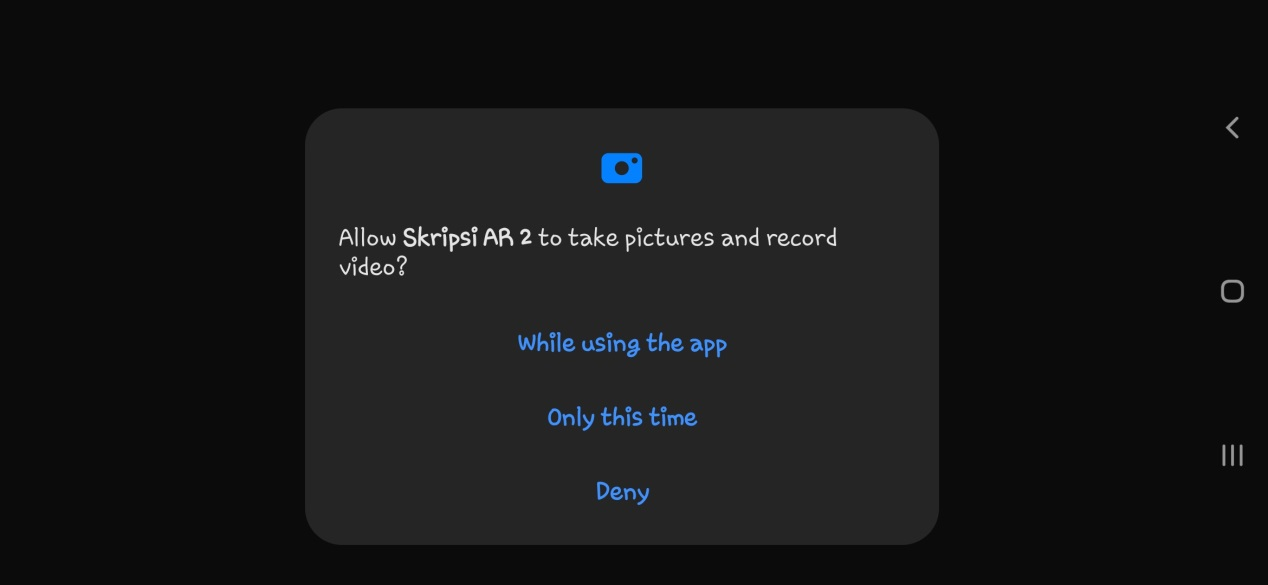 Allow Skripsi AR 2 to take pictures and record
video?
While using the app
Only this time
Deny